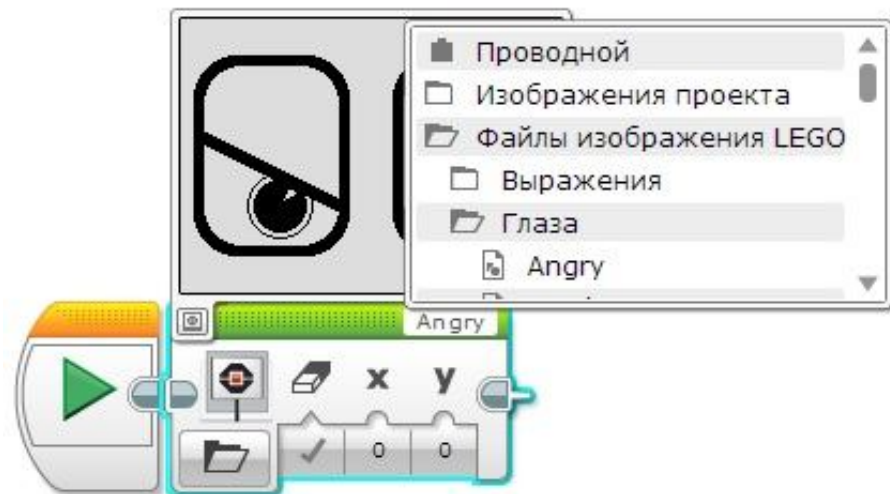 Проводной
Изображения проекта
Файлы изображения LEGO
Выражения
Глаза
Angry
Angry
x y
0 0